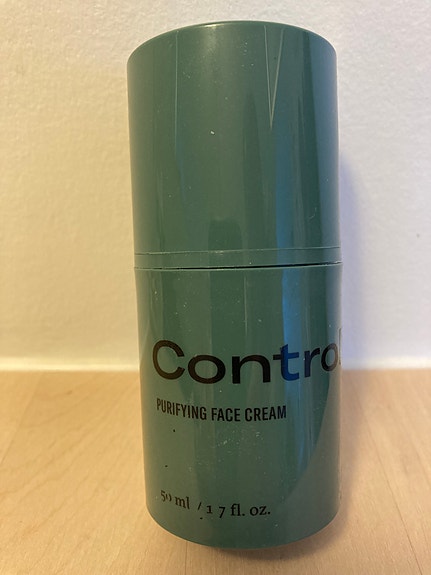 Control
PURIFYING FACE CREAM
50 ml / 1 7 fl. oz.